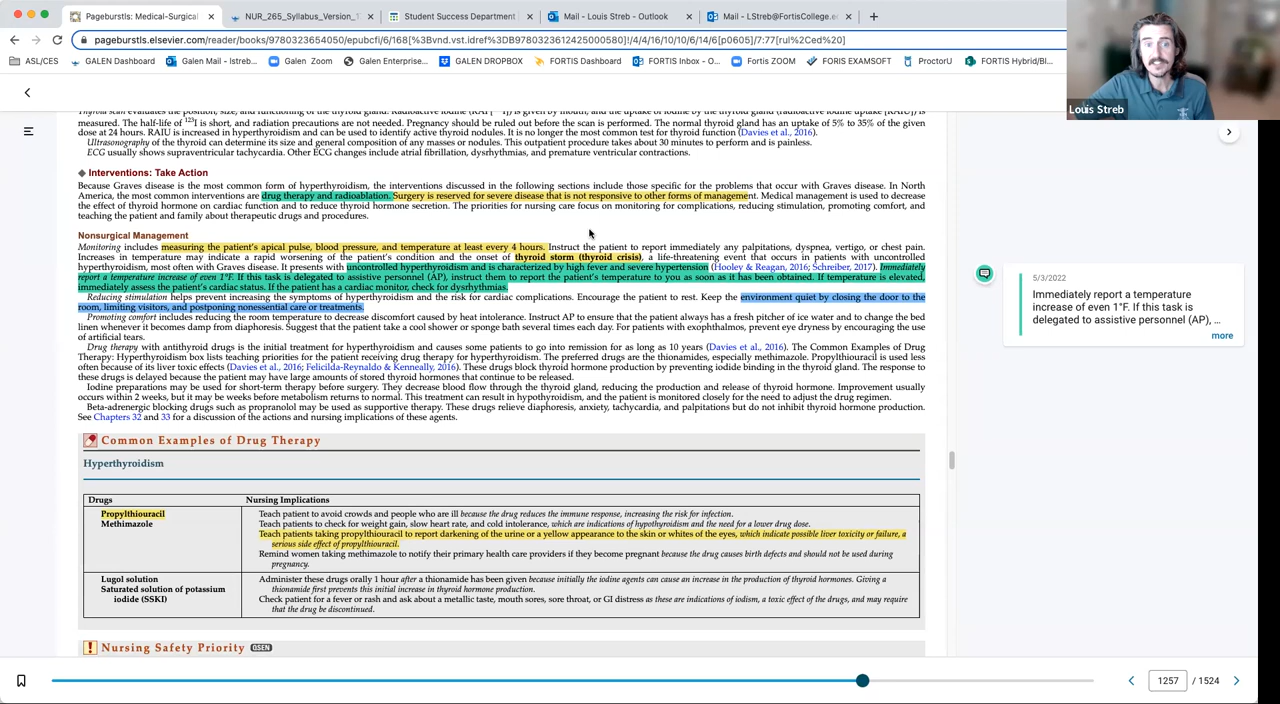 Pageburstls: Medical-Surgical
NUR_265_Syllabus_Version_1
Student Success Department
Mail - Louis Streb - Outlook
Mail - LStreb@FortisCollege.e
pageburstls.elsevier.com/reader/books/9780323654050/epubcfi/6/168[%3Bvnd.vst.idref%3DB9780323612425000580]!/4/4/16/10/10/6/14/6[p0605]/7:77[rul%2Ced%20]
ASL/CES
GALEN Dashboard
Galen Mail - lstreb...
Galen Zoom
Galen Enterprise...
GALEN DROPBOX
FORTIS Dashboard
FORTIS Inbox - O...
Fortis ZOOM
FORIS EXAMSOFT
ProctorU
FORTIS Hybrid/Bl...
Louis Streb
measured. The half-life of 123I is short, and radiation precautions are not needed. Pregnancy should be ruled out before the scan is performed. The normal thyroid gland has an uptake of 5% to 35% of the given
dose at 24 hours. RAIU is increased in hyperthyroidism and can be used to identify active thyroid nodules. It is no longer the most common test for thyroid function (Davies et al., 2016).
Ultrasonography of the thyroid can determine its size and general composition of any masses or nodules. This outpatient procedure takes about 30 minutes to perform and is painless.
ECG usually shows supraventricular tachycardia. Other ECG changes include atrial fibrillation, dysrhythmias, and premature ventricular contractions.
◆ Interventions: Take Action
Because Graves disease is the most common form of hyperthyroidism, the interventions discussed in the following sections include those specific for the problems that occur with Graves disease. In North
America, the most common interventions are drug therapy and radioablation. Surgery is reserved for severe disease that is not responsive to other forms of management. Medical management is used to decrease
the effect of thyroid hormone on cardiac function and to reduce thyroid hormone secretion. The priorities for nursing care focus on monitoring for complications, reducing stimulation, promoting comfort, and
teaching the patient and family about therapeutic drugs and procedures.
Nonsurgical Management
Monitoring includes measuring the patient's apical pulse, blood pressure, and temperature at least every 4 hours. Instruct the patient to report immediately any palpitations, dyspnea, vertigo, or chest pain.
Increases in temperature may indicate a rapid worsening of the patient's condition and the onset of thyroid storm (thyroid crisis), a life-threatening event that occurs in patients with uncontrolled
hyperthyroidism, most often with Graves disease. It presents with uncontrolled hyperthyroidism and is characterized by high fever and severe hypertension (Hooley & Reagan, 2016; Schreiber, 2017). Immediately
report a temperature increase of even 1°F. If this task is delegated to assistive personnel (AP), instruct them to report the patient's temperature to you as soon as it has been obtained. If temperature is elevated,
immediately assess the patient's cardiac status. If the patient has a cardiac monitor, check for dysrhythmias.
Reducing stimulation helps prevent increasing the symptoms of hyperthyroidism and the risk for cardiac complications. Encourage the patient to rest. Keep the environment quiet by closing the door to the
room, limiting visitors, and postponing nonessential care or treatments.
Promoting comfort includes reducing the room temperature to decrease discomfort caused by heat intolerance. Instruct AP to ensure that the patient always has a fresh pitcher of ice water and to change the bed
linen whenever it becomes damp from diaphoresis. Suggest that the patient take a cool shower or sponge bath several times each day. For patients with exophthalmos, prevent eye dryness by encouraging the use
of artificial tears.
Drug therapy with antithyroid drugs is the initial treatment for hyperthyroidism and causes some patients to go into remission for as long as 10 years (Davies et al., 2016). The Common Examples of Drug
Therapy: Hyperthyroidism box lists teaching priorities for the patient receiving drug therapy for hyperthyroidism. The preferred drugs are the thionamides, especially methimazole. Propylthiouracil is used less
often because of its liver toxic effects (Davies et al., 2016; Felicilda-Reynaldo & Kenneally, 2016). These drugs block thyroid hormone production by preventing iodine binding in the thyroid gland. The response to
these drugs is delayed because the patient may have large amounts of stored thyroid hormones that continue to be released.
Iodine preparations may be used for short-term therapy before surgery. They decrease blood flow through the thyroid gland, reducing the production and release of thyroid hormone. Improvement usually
occurs within 2 weeks, but it may be weeks before metabolism returns to normal. This treatment can result in hypothyroidism, and the patient is monitored closely for the need to adjust the drug regimen.
Beta-adrenergic blocking drugs such as propranolol may be used as supportive therapy. These drugs relieve diaphoresis, anxiety, tachycardia, and palpitations but do not inhibit thyroid hormone production.
See Chapters 32 and 33 for a discussion of the actions and nursing implications of these agents.
Common Examples of Drug Therapy
Hyperthyroidism
Drugs Nursing Implications
Propylthiouracil
Methimazole
Teach patient to avoid crowds and people who are ill because the drug reduces the immune response, increasing the risk for infection.
Teach patients to check for weight gain, slow heart rate, and cold intolerance, which are indications of hypothyroidism and the need for a lower drug dose.
Teach patients taking propylthiouracil to report darkening of the urine or a yellow appearance to the skin or whites of the eyes, which indicate possible liver toxicity or failure, a
serious side effect of propylthiouracil.
Remind women taking methimazole to notify their primary health care providers if they become pregnant because the drug causes birth defects and should not be used during
pregnancy.
Lugol solution
Saturated solution of potassium
iodide (SSKI)
Administer these drugs orally 1 hour after a thionamide has been given because initially the iodine agents can cause an increase in the production of thyroid hormones. Giving a
thionamide first prevents this initial increase in thyroid hormone production.
Check patient for a fever or rash and ask about a metallic taste, mouth sores, sore throat, or GI distress as these are indications of iodism, a toxic effect of the drugs, and may require
that the drug be discontinued.
Nursing Safety Priority QSEN
5/3/2022
Immediately report a temperature
increase of even 1°F. If this task is
delegated to assistive personnel (AP), ...
more
1257 / 1524